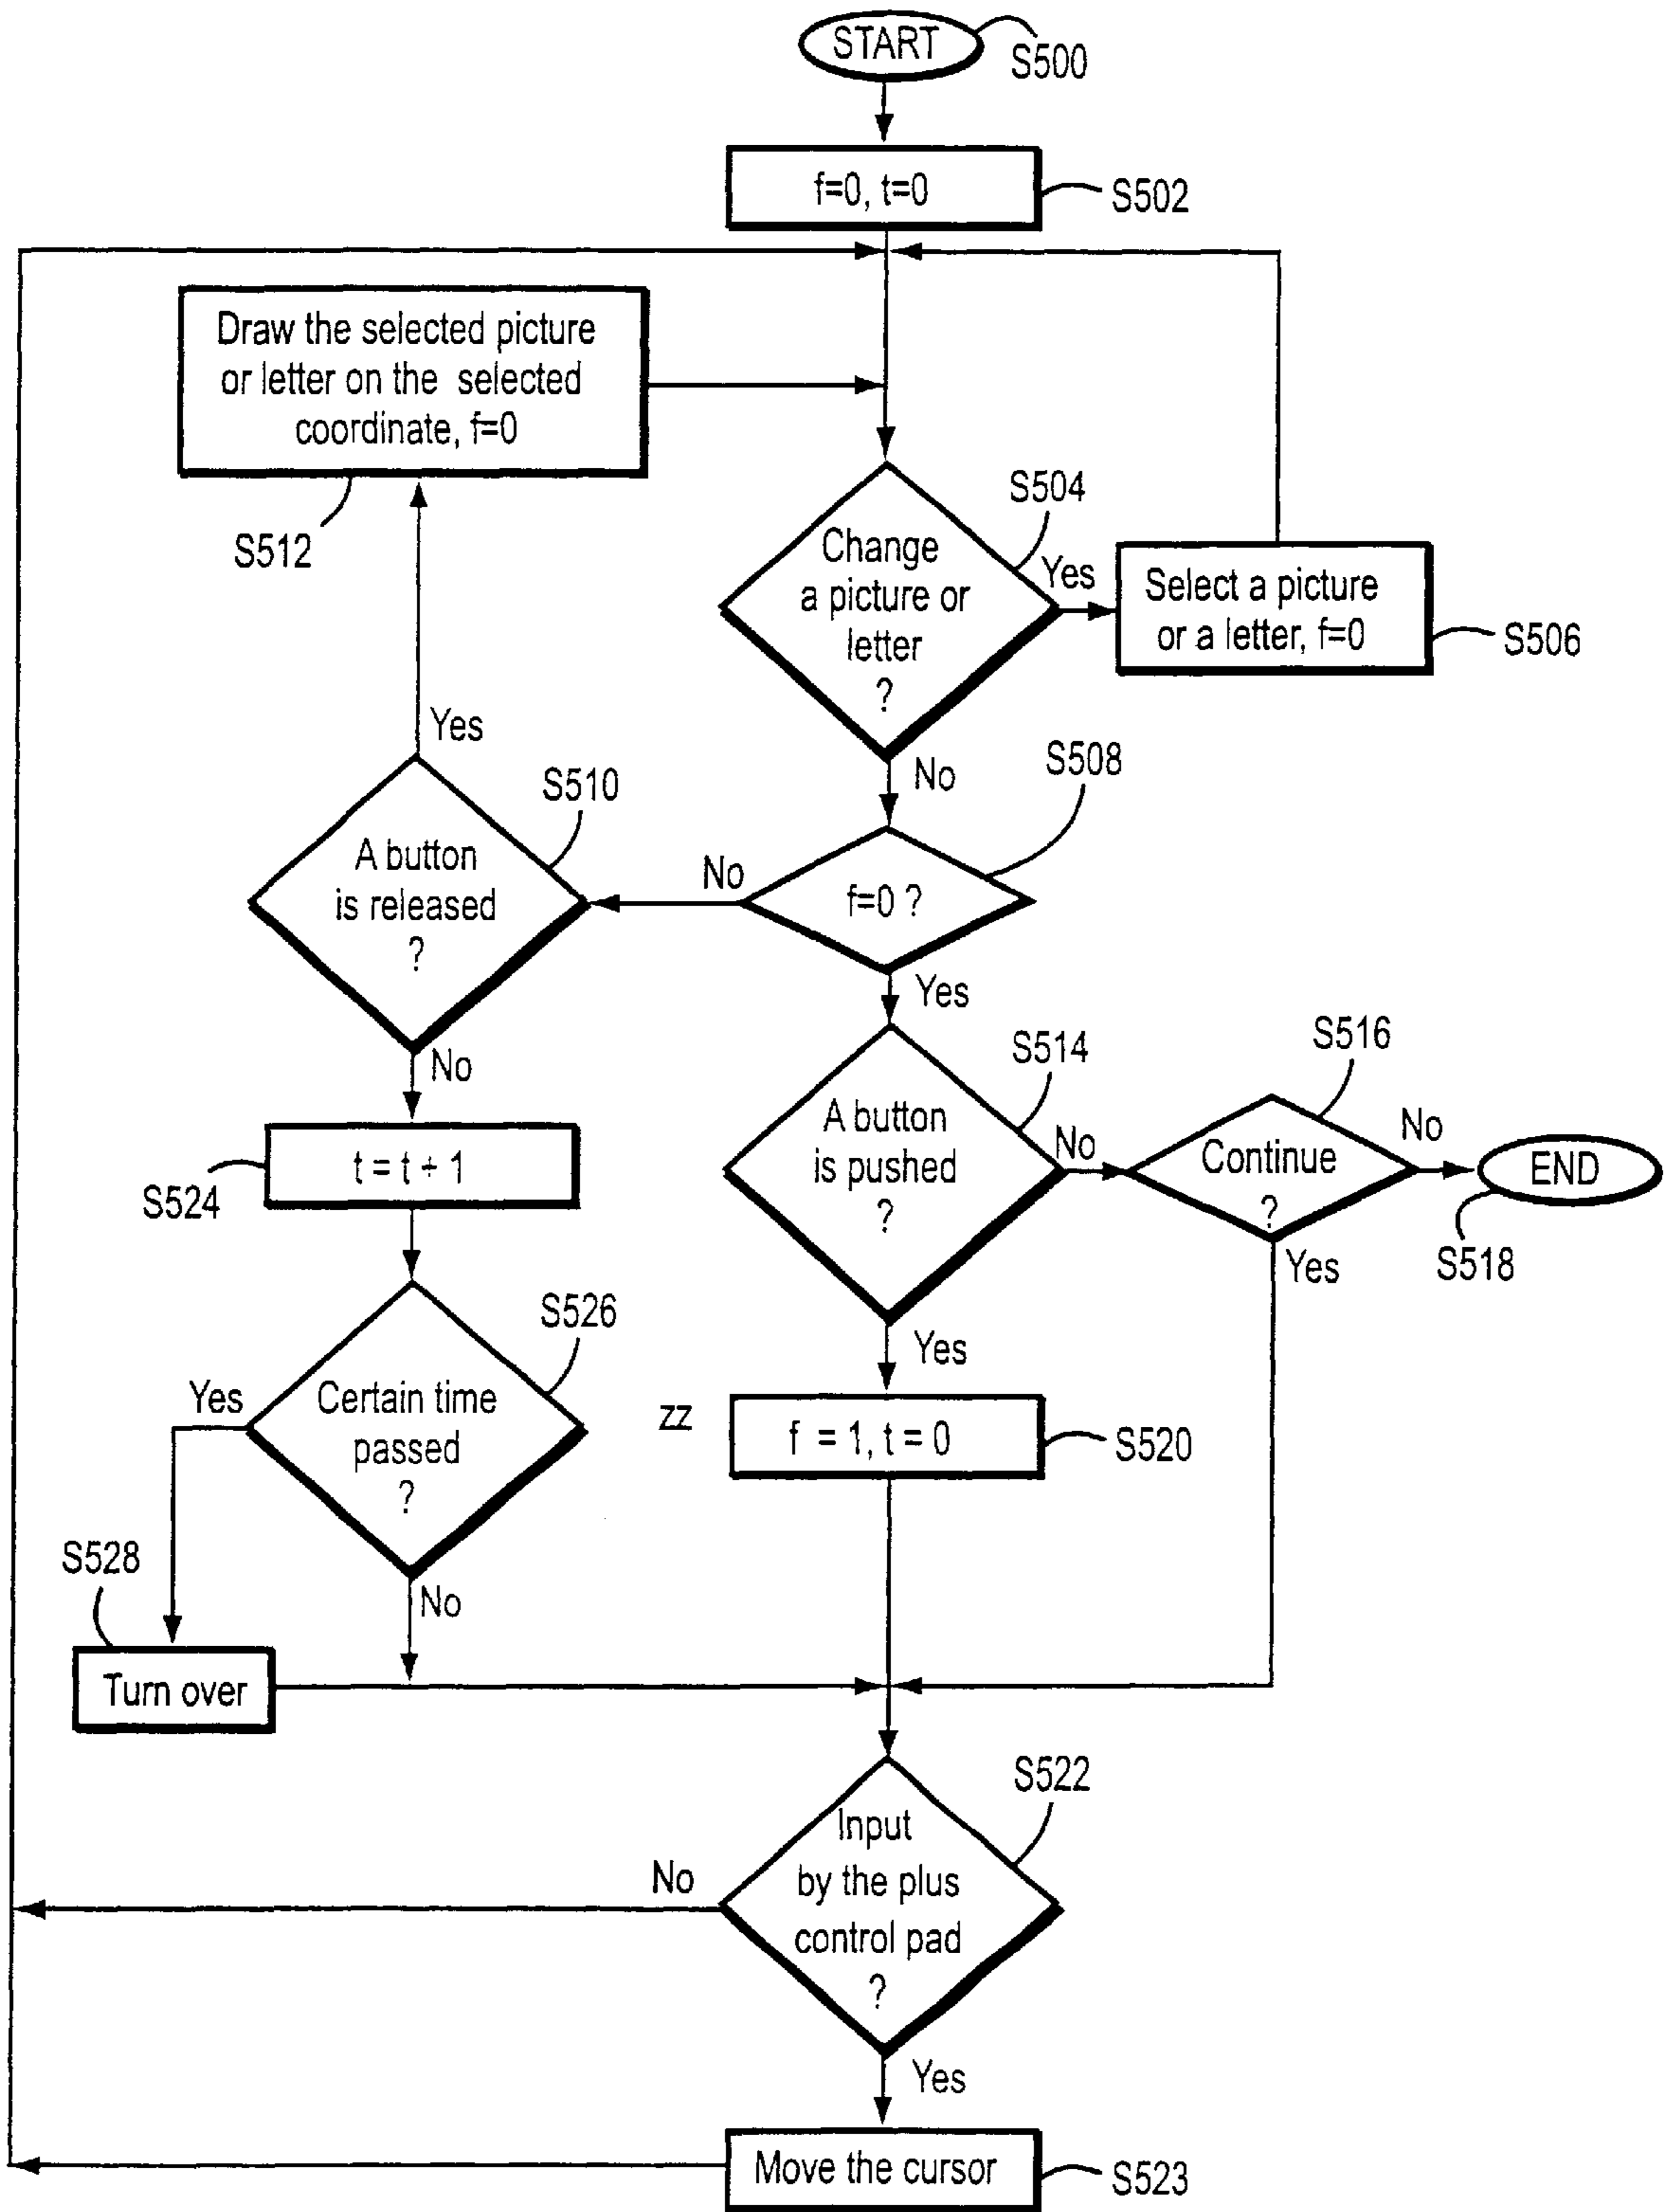 START
S500
f=0, t=0
S502
Draw the selected picture
or letter on the selected
coordinate, f=0
S512
S504
Change
a picture or
letter
?
Yes
Select a picture
or a letter, f=0
S506
No
S508
f=0 ?
No
Yes
S510
A button
is released
?
Yes
No
S514
A button
is pushed
?
No
Yes
S516
Continue
?
No
Yes
END
S518
t = t + 1
S524
S526
Certain time
passed
?
Yes
No
zz
f = 1, t = 0
S520
S528
Turn over
S522
Input
by the plus
control pad
?
No
Yes
Move the cursor
S523